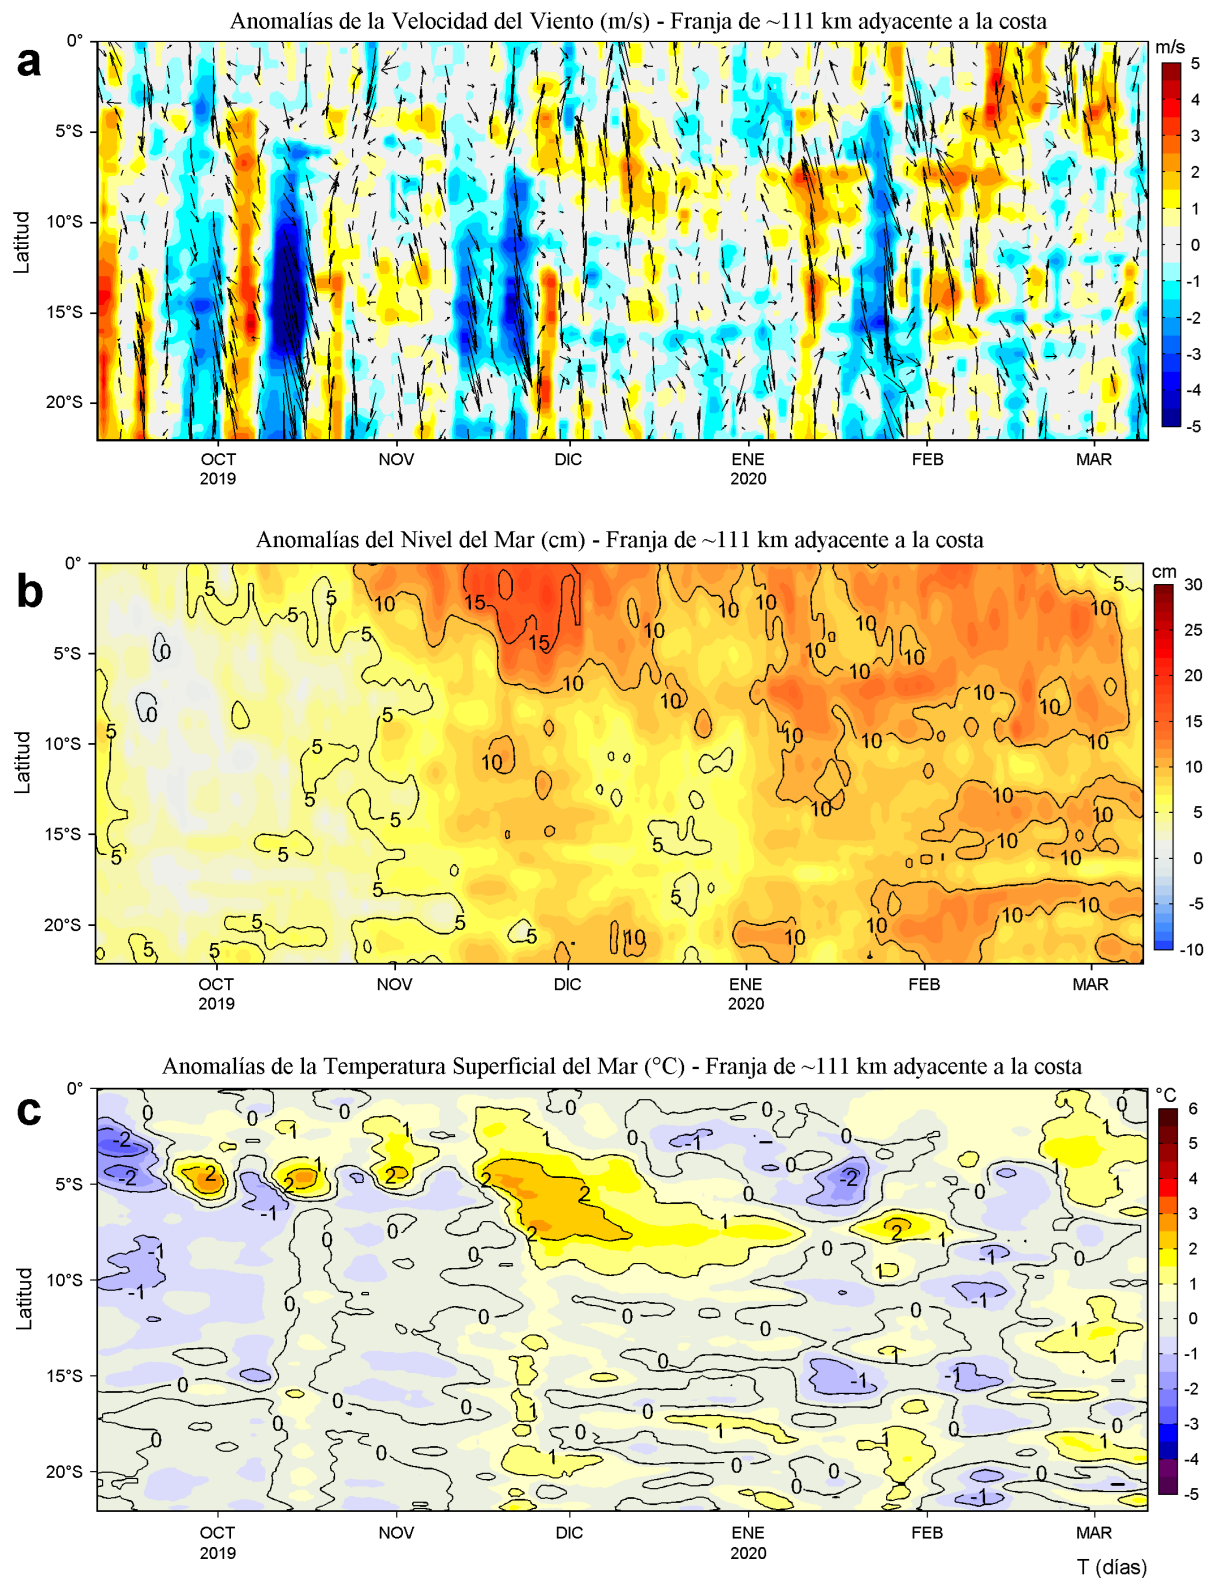 Anomalías de la Velocidad del Viento (m/s) - Franja de ~111 km adyacente a la costa
a
m/s
0°
5°S
10°S
15°S
20°S
Latitud
5
4
3
2
1
0
-1
-2
-3
-4
-5
OCT
2019
NOV
DIC
ENE
2020
FEB
MAR
Anomalías del Nivel del Mar (cm) - Franja de ~111 km adyacente a la costa
b
cm
0°
5°S
10°S
15°S
20°S
Latitud
30
25
20
15
10
5
0
-5
-10
OCT
2019
NOV
DIC
ENE
2020
FEB
MAR
Anomalías de la Temperatura Superficial del Mar (°C) - Franja de ~111 km adyacente a la costa
c
°C
0°
5°S
10°S
15°S
20°S
Latitud
6
5
4
3
2
1
0
-1
-2
-3
-4
-5
OCT
2019
NOV
DIC
ENE
2020
FEB
MAR
T (días)